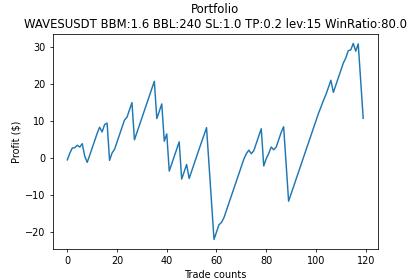 Portfolio
WAVESUSDT BBM:1.6 BBL:240 SL:1.0 TP:0.2 lev:15 WinRatio:80.0
30
20
10
0
−10
−20
Profit ($)
0 20 40 60 80 100 120
Trade counts